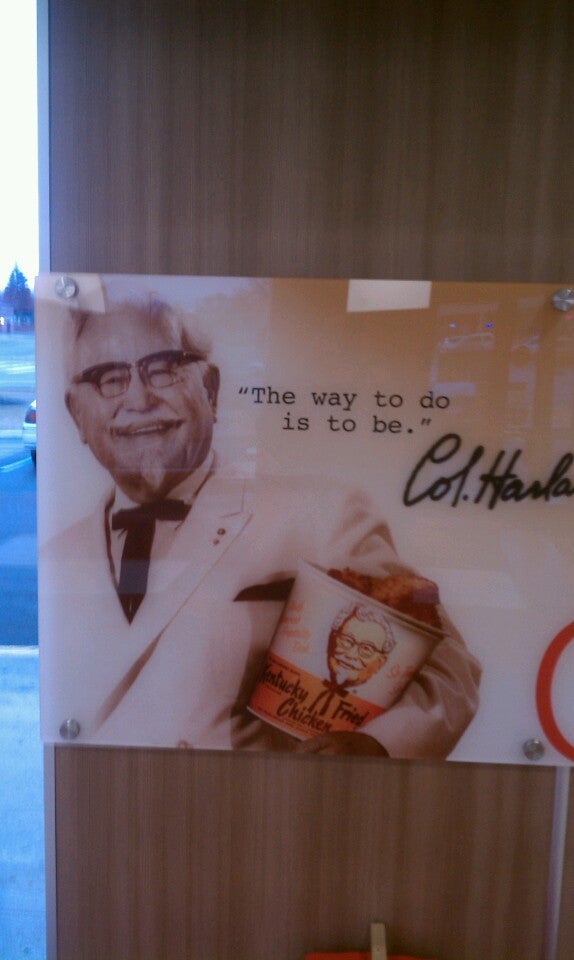 “The way to do
is to be.”
Col. Harla
Kentucky
Fried
Chicken